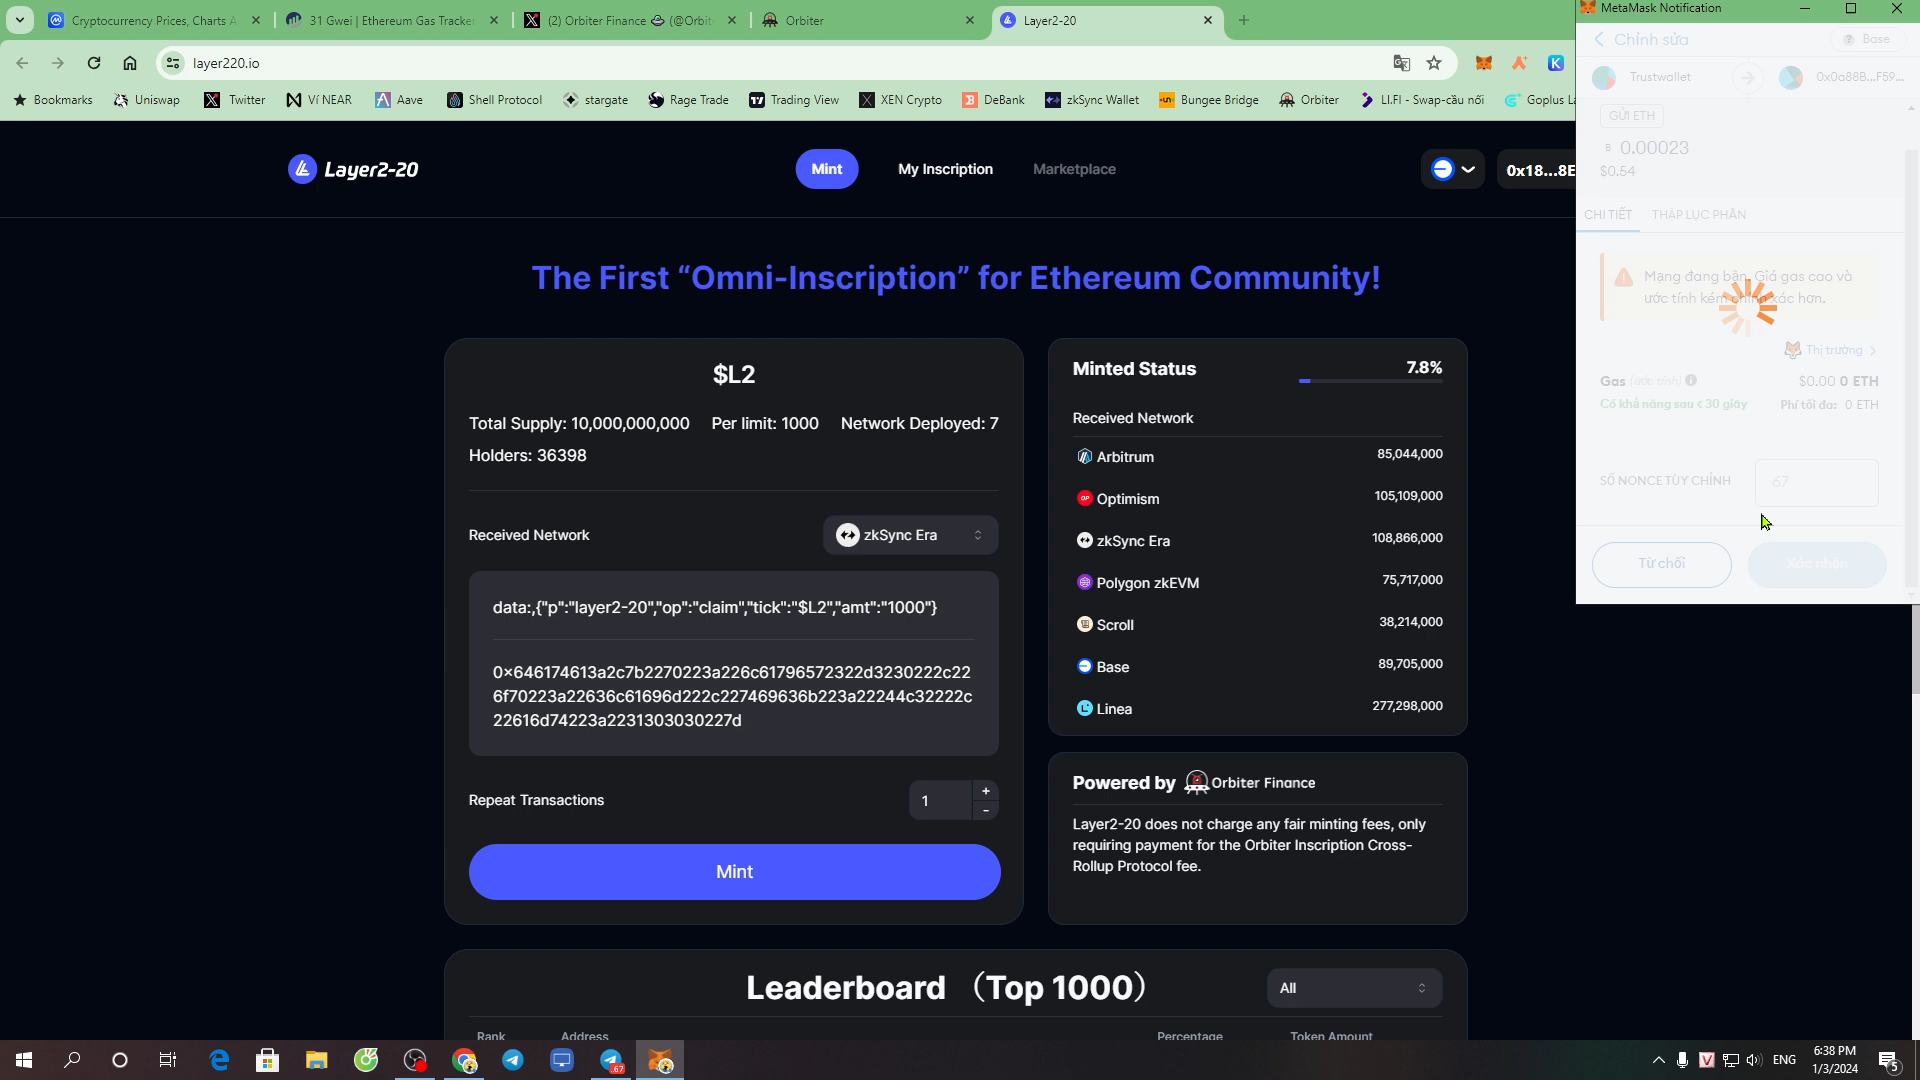 Cryptocurrency Prices, Charts A
31 Gwei | Ethereum Gas Tracker
(2) Orbiter Finance 🛸 (@Orbit
Orbiter
Layer2-20
layer220.io
Bookmarks
Uniswap
Twitter
Ví NEAR
Aave
Shell Protocol
stargate
Rage Trade
Trading View
XEN Crypto
DeBank
zkSync Wallet
Bungee Bridge
Orbiter
LI.FI - Swap-cầu nối
Goplus La
Layer2-20
Mint
My Inscription
Marketplace
0x18...8E
The First “Omni-Inscription” for Ethereum Community!
$L2
Total Supply: 10,000,000,000 Per limit: 1000 Network Deployed: 7
Holders: 36398
Received Network
zkSync Era
data:,{"p":"layer2-20","op":"claim","tick":"$L2","amt":"1000"}
0x646174613a2c7b2270223a226c61796572322d3230222c22
6f70223a22636c61696d222c227469636b223a22244c32222c
22616d74223a2231303030227d
Repeat Transactions
1
+
-
Mint
Minted Status
7.8%
Received Network
Arbitrum 85,044,000
Optimism 105,109,000
zkSync Era 108,866,000
Polygon zkEVM 75,717,000
Scroll 38,214,000
Base 89,705,000
Linea 277,298,000
Powered by Orbiter Finance
Layer2-20 does not charge any fair minting fees, only
requiring payment for the Orbiter Inscription Cross-
Rollup Protocol fee.
Leaderboard （Top 1000）
All
Rank
Address
Percentage
Token Amount
MetaMask Notification
Chỉnh sửa
Base
Trustwallet
0x0a88B...F59...
GỬI ETH
0.00023
$0.54
CHI TIẾT
THẬP LỤC PHÂN
Mạng đang bận. Giá gas cao và
ước tính kém chính xác hơn.
Thị trường
Gas (ước tính)
$0.00 0 ETH
Có khả năng sau < 30 giây
Phí tối đa: 0 ETH
SỐ NONCE TÙY CHỈNH
67
Từ chối
Xác nhận
67
ENG
6:38 PM
1/3/2024
5